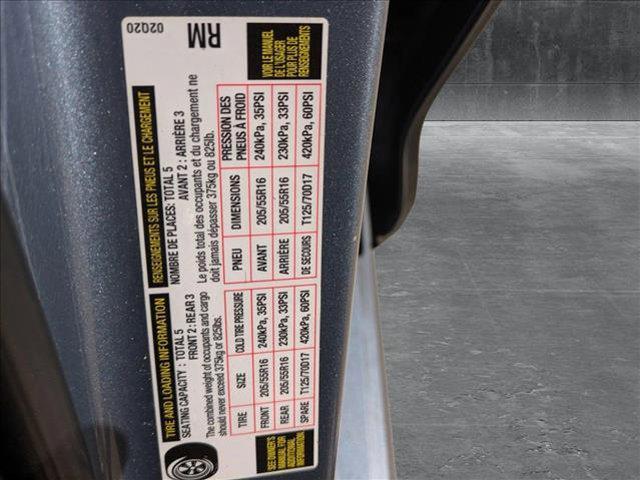 TIRE AND LOADING INFORMATION
SEATING CAPACITY : TOTAL 5
FRONT 2 : REAR 3
The combined weight of occupants and cargo
should never exceed 375kg or 825lbs.
TIRE SIZE COLD TIRE PRESSURE
FRONT 205/55R16 240kPa, 35PSI
REAR 205/55R16 230kPa, 33PSI
SPARE T125/70D17 420kPa, 60PSI
SEE OWNER'S
MANUAL FOR
ADDITIONAL
INFORMATION
RENSEIGNEMENTS SUR LES PNEUS ET LE CHARGEMENT
NOMBRE DE PLACES: TOTAL 5
AVANT 2 : ARRIÈRE 3
Le poids total des occupants et du chargement ne
doit jamais dépasser 375kg ou 825lb.
PNEU DIMENSIONS PRESSION DES
PNEUS A FROID
AVANT 205/55R16 240kPa, 35PSI
ARRIÈRE 205/55R16 230kPa, 33PSI
DE SECOURS T125/70D17 420kPa, 60PSI
VOIR LE MANUEL
DE L'USAGER
POUR PLUS DE
RENSEIGNEMENTS
02Q20
RM